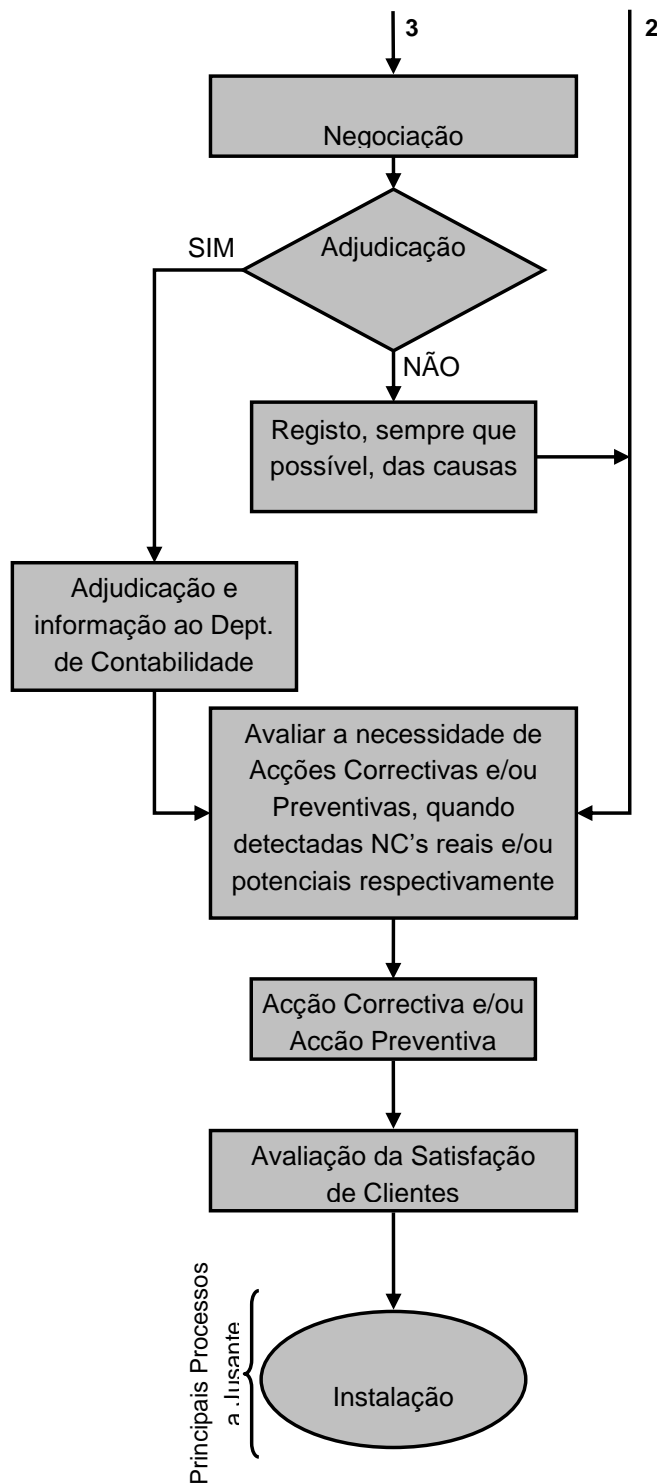 3
2
Negociação
Adjudicação
SIM
NÃO
Registo, sempre que
possível, das causas
Adjudicação e
informação ao Dept.
de Contabilidade
Avaliar a necessidade de
Acções Correctivas e/ou
Preventivas, quando
detectadas NC's reais e/ou
potenciais respectivamente
Acção Correctiva e/ou
Acção Preventiva
Avaliação da Satisfação
de Clientes
Principais Processos
a Jusante
Instalação